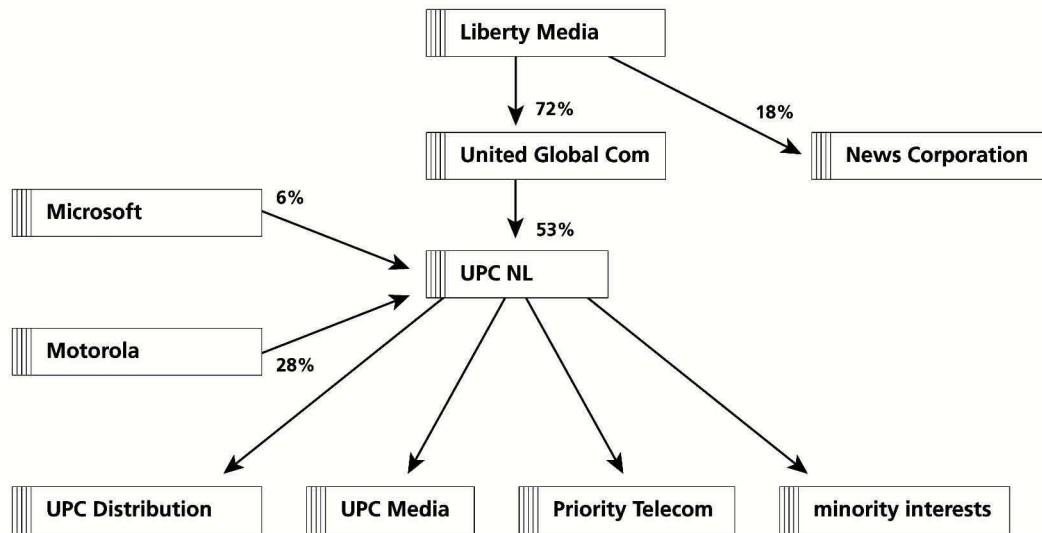 Liberty Media
72%
18%
United Global Com
News Corporation
Microsoft
6%
53%
UPC NL
Motorola
28%
UPC Distribution
UPC Media
Priority Telecom
minority interests